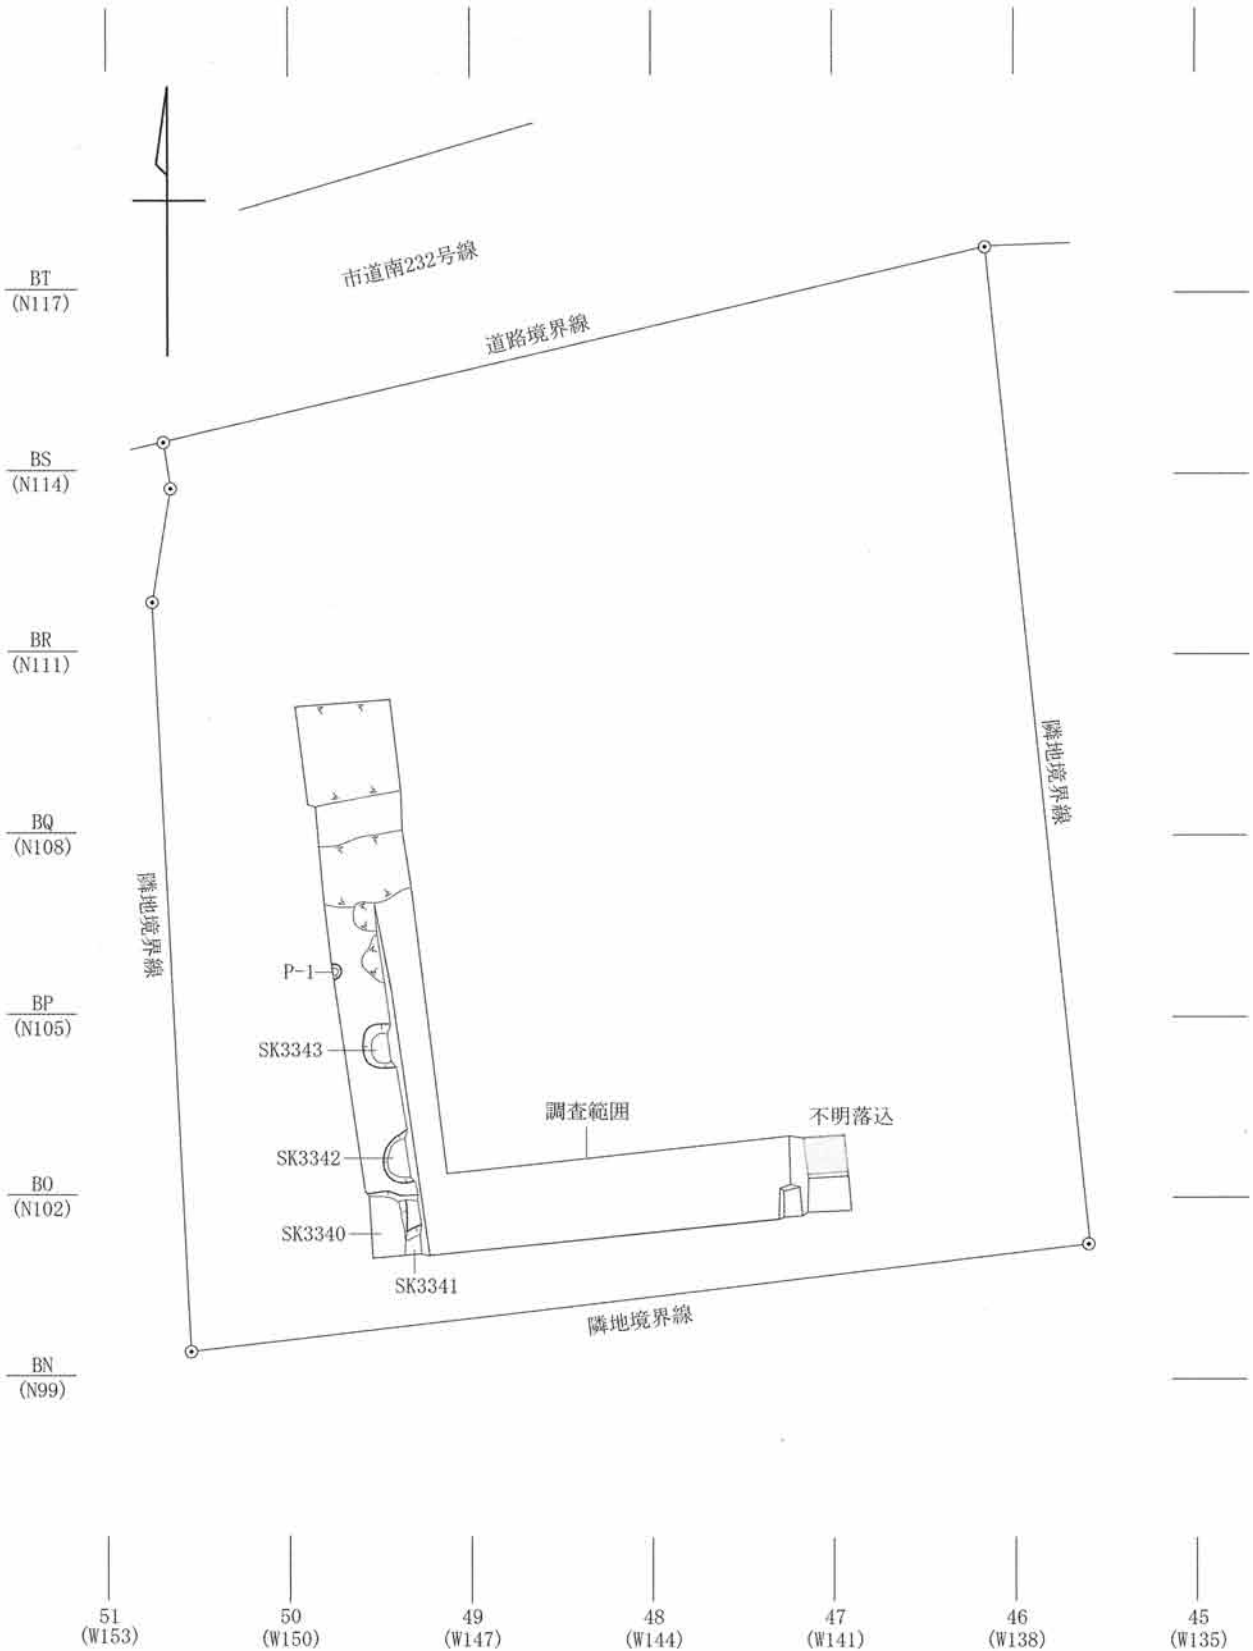 市道南232号線
BT
(N117)
道路境界線
BS
(N114)
BR
(N111)
隣地境界線
BQ
(N108)
隣地境界線
P-1
BP
(N105)
SK3343
調査範囲
不明落込
SK3342
BO
(N102)
SK3340
SK3341
隣地境界線
BN
(N99)
51
(W153)
50
(W150)
49
(W147)
48
(W144)
47
(W141)
46
(W138)
45
(W135)